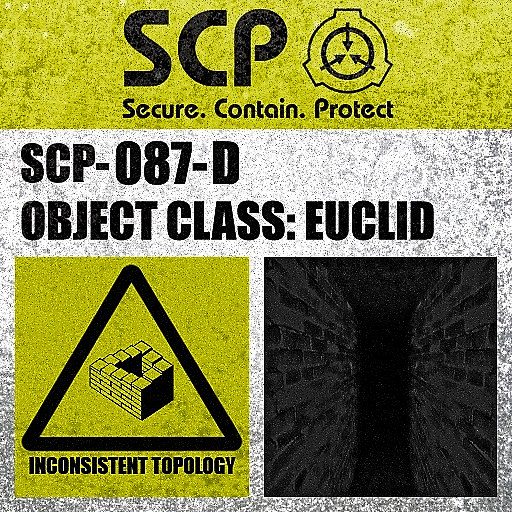 SCP
Secure. Contain. Protect
SCP-087-D
OBJECT CLASS: EUCLID
INCONSISTENT TOPOLOGY